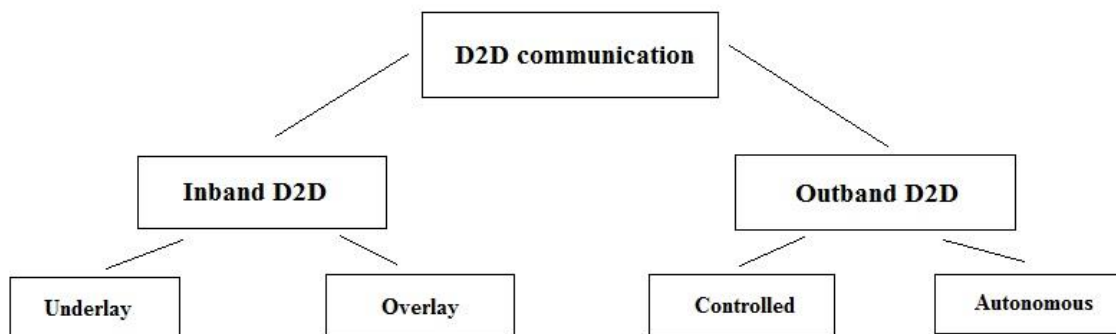 D2D communication
Inband D2D
Outband D2D
Underlay
Overlay
Controlled
Autonomous